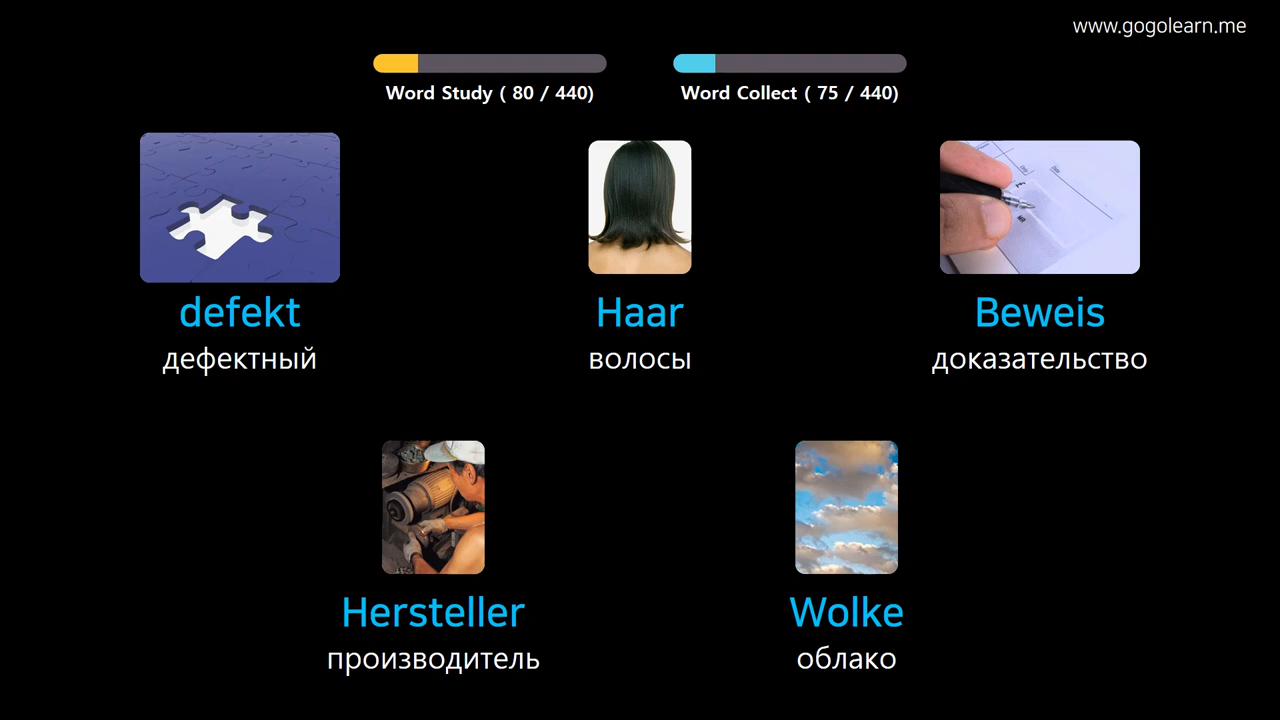 www.gogolearn.me
Word Study ( 80 / 440)
Word Collect ( 75 / 440)
defekt
дефектный
Haar
волосы
Beweis
доказательство
Hersteller
производитель
Wolke
облако